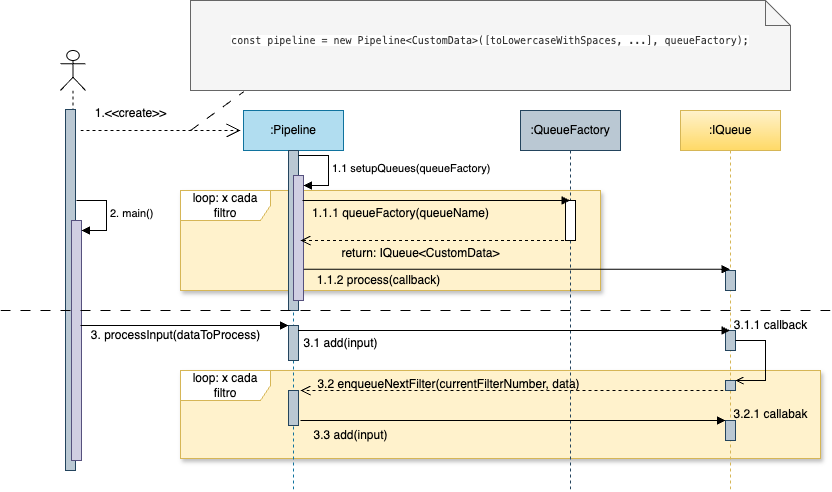 const pipeline = new Pipeline<CustomData>([toLowercaseWithSpaces, ...], queueFactory);
1.<<create>>
:Pipeline
:QueueFactory
:IQueue
1.1 setupQueues(queueFactory)
loop: x cada
filtro
2. main()
1.1.1 queueFactory(queueName)
return: IQueue<CustomData>
1.1.2 process(callback)
3. processInput(dataToProcess)
3.1 add(input)
3.1.1 callback
loop: x cada
filtro
3.2 enqueueNextFilter(currentFilterNumber, data)
3.2.1 callabak
3.3 add(input)